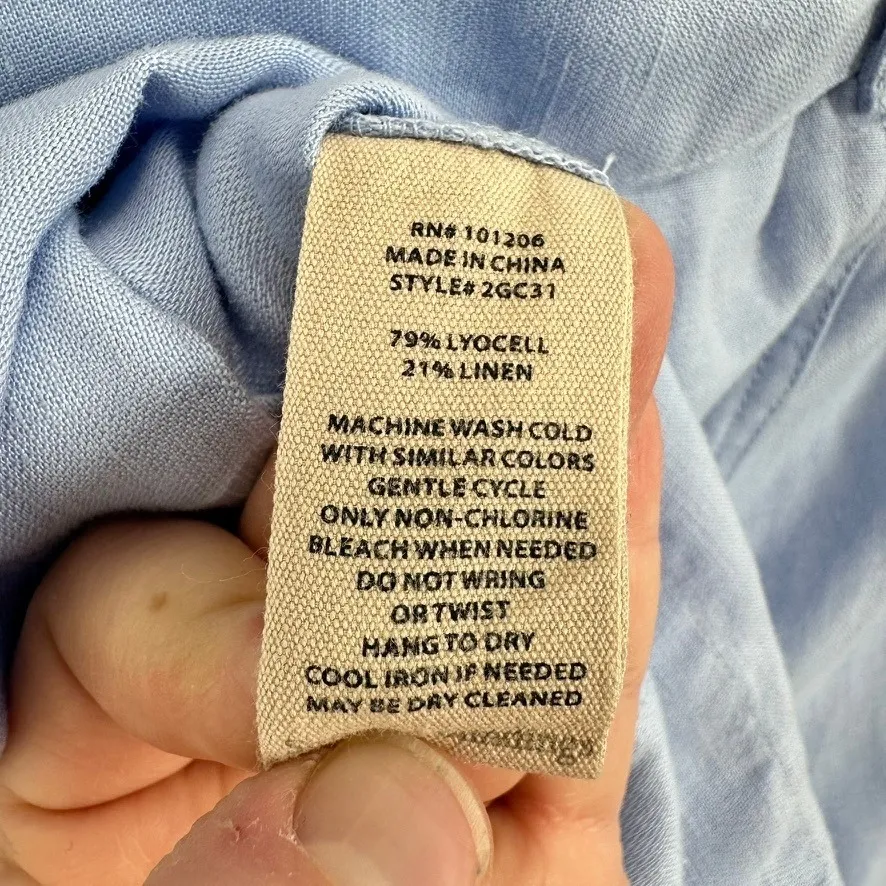 RN# 101206
MADE IN CHINA
STYLE# 2GC31
79% LYOCELL
21% LINEN
MACHINE WASH COLD
WITH SIMILAR COLORS
GENTLE CYCLE
ONLY NON-CHLORINE
BLEACH WHEN NEEDED
DO NOT WRING
OR TWIST
HANG TO DRY
COOL IRON IF NEEDED
MAY BE DRY CLEANED